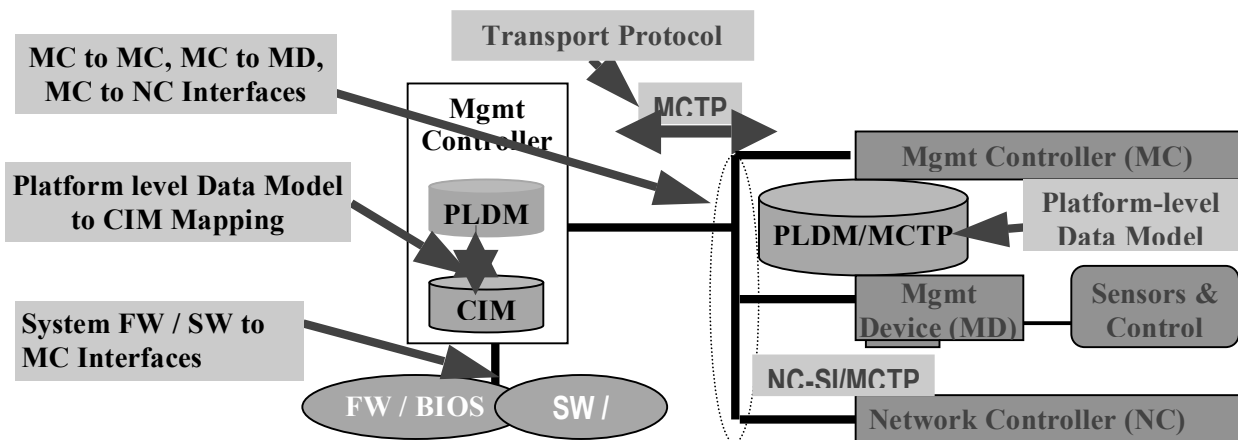 Transport Protocol
MC to MC, MC to MD,
MC to NC Interfaces
MCTP
Mgmt
Controller
Mgmt Controller (MC)
Platform level Data Model
to CIM Mapping
PLDM
PLDM/MCTP
Platform-level
Data Model
CIM
Mgmt
Device (MD)
Sensors &
Control
System FW / SW to
MC Interfaces
NC-SI/MCTP
FW / BIOS
SW /
Network Controller (NC)